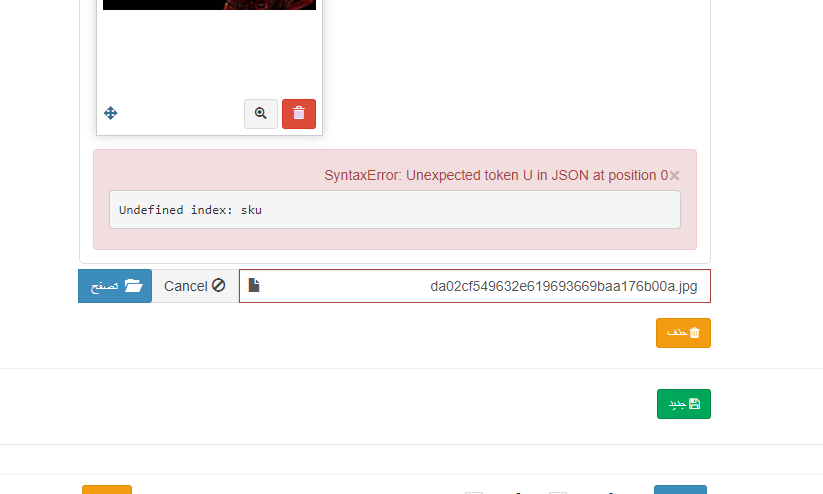 SyntaxError: Unexpected token U in JSON at position 0×
Undefined index: sku
تصفح
Cancel
da02cf549632e619693669baa176b00a.jpg
حذف
جديد